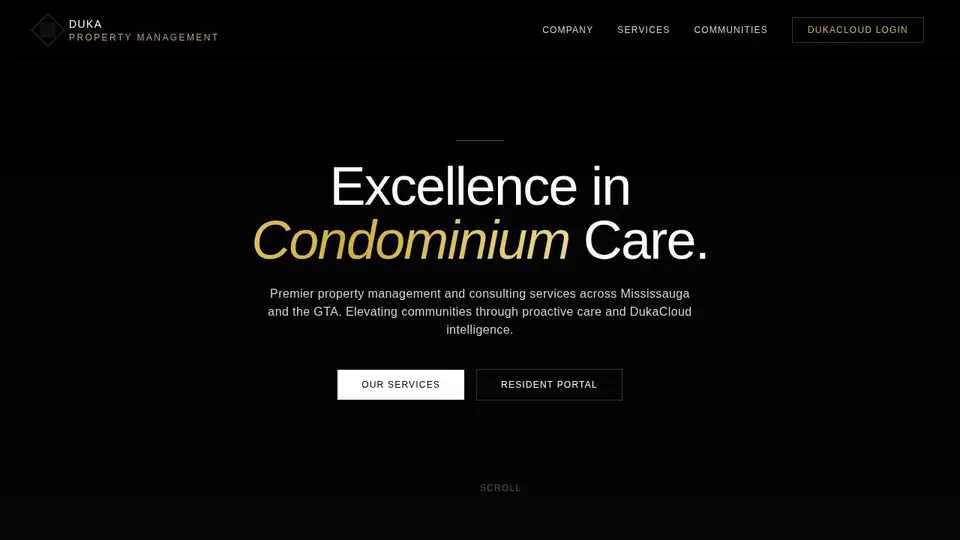 DUKA
PROPERTY MANAGEMENT
COMPANY
SERVICES
COMMUNITIES
DUKACLOUD LOGIN
Excellence in
Condominium Care.
Premier property management and consulting services across Mississauga
and the GTA. Elevating communities through proactive care and DukaCloud
intelligence.
OUR SERVICES
RESIDENT PORTAL
SCROLL